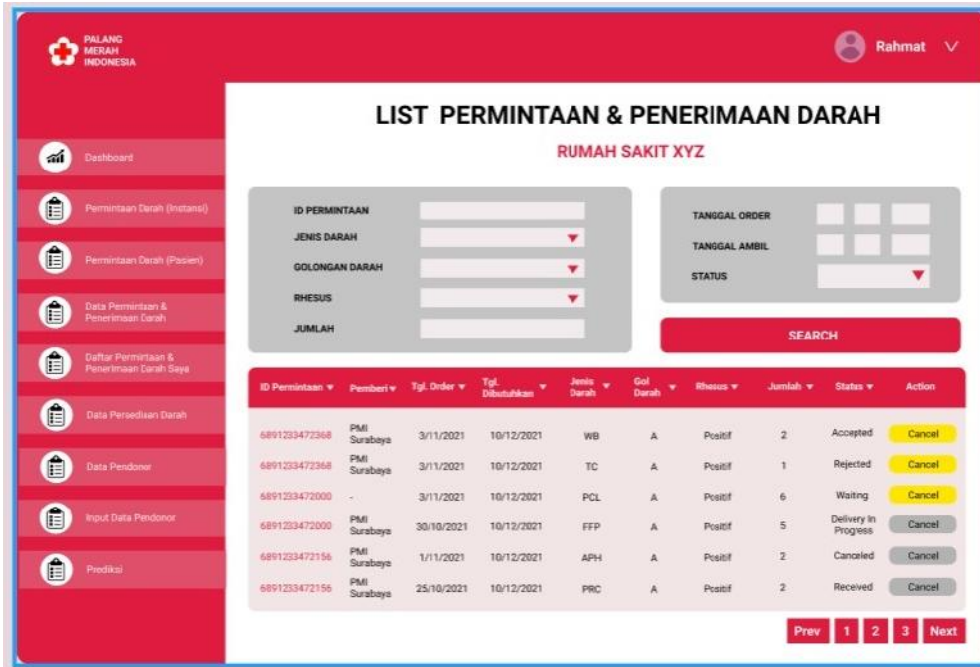 PALANG
MERAH
INDONESIA
Rahmat
LIST PERMINTAAN & PENERIMAAN DARAH
RUMAH SAKIT XYZ
Dashboard
Permintaan Darah (Instansi)
Permintaan Darah (Pasien)
Data Permintaan &
Penerimaan Darah
Daftar Permintaan &
Penerimaan Darah Saya
Data Persediaan Darah
Data Pendonor
Input Data Pendonor
Prediksi
ID PERMINTAAN
JENIS DARAH
GOLONGAN DARAH
RHESUS
JUMLAH
TANGGAL ORDER
TANGGAL AMBIL
STATUS
SEARCH
ID Permintaan Pemberi Tgl. Order Tgl. Dibutuhkan Jenis Darah Gol Darah Rhesus Jumlah Status Action
6891233472368 PMI Surabaya 3/11/2021 10/12/2021 WB A Positif 2 Accepted Cancel
6891233472368 PMI Surabaya 3/11/2021 10/12/2021 TC A Positif 1 Rejected Cancel
6891233472000 - 3/11/2021 10/12/2021 PCL A Positif 6 Waiting Cancel
6891233472000 PMI Surabaya 30/10/2021 10/12/2021 FFP A Positif 5 Delivery In Progress Cancel
6891233472156 PMI Surabaya 1/11/2021 10/12/2021 APH A Positif 2 Canceled Cancel
6891233472156 PMI Surabaya 25/10/2021 10/12/2021 PRC A Positif 2 Received Cancel
Prev 1 2 3 Next